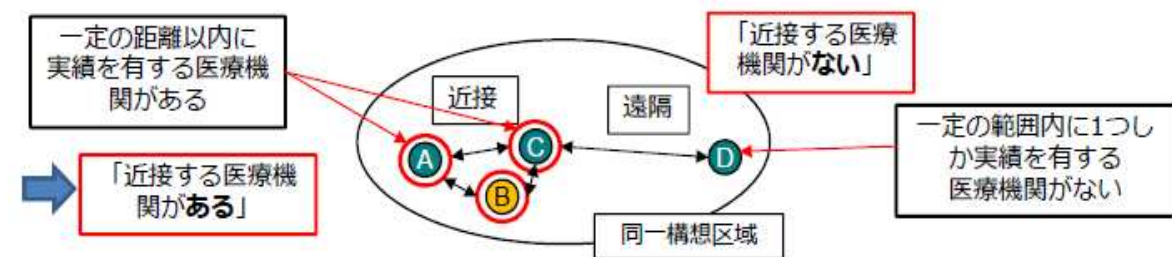 一定の距離以内に
実績を有する医療機
関がある
「近接する医療機
関がある」
近接
遠隔
A
C
B
D
同一構想区域
「近接する医療
機関がない」
一定の範囲内に1つし
か実績を有する
医療機関がない